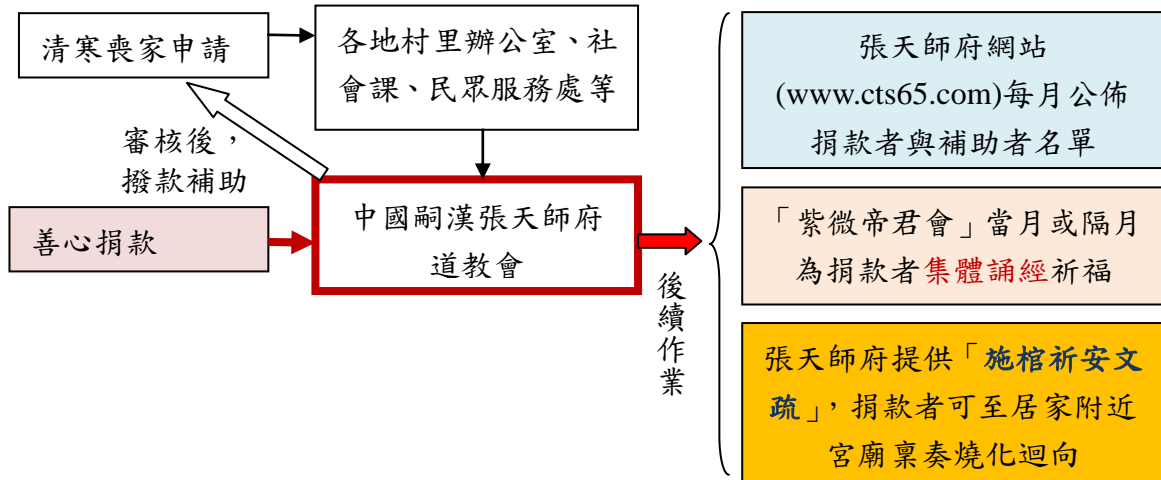 清寒喪家申請
各地村里辦公室、社
會課、民眾服務處等
審核後，
撥款補助
善心捐款
中國嗣漢張天師府
道教會
後續作業
張天師府網站
(www.cts65.com)每月公佈
捐款者與補助者名單
「紫微帝君會」當月或隔月
為捐款者集體誦經祈福
張天師府提供「施棺祈安文
疏」，捐款者可至居家附近
宮廟稟奏燒化迴向